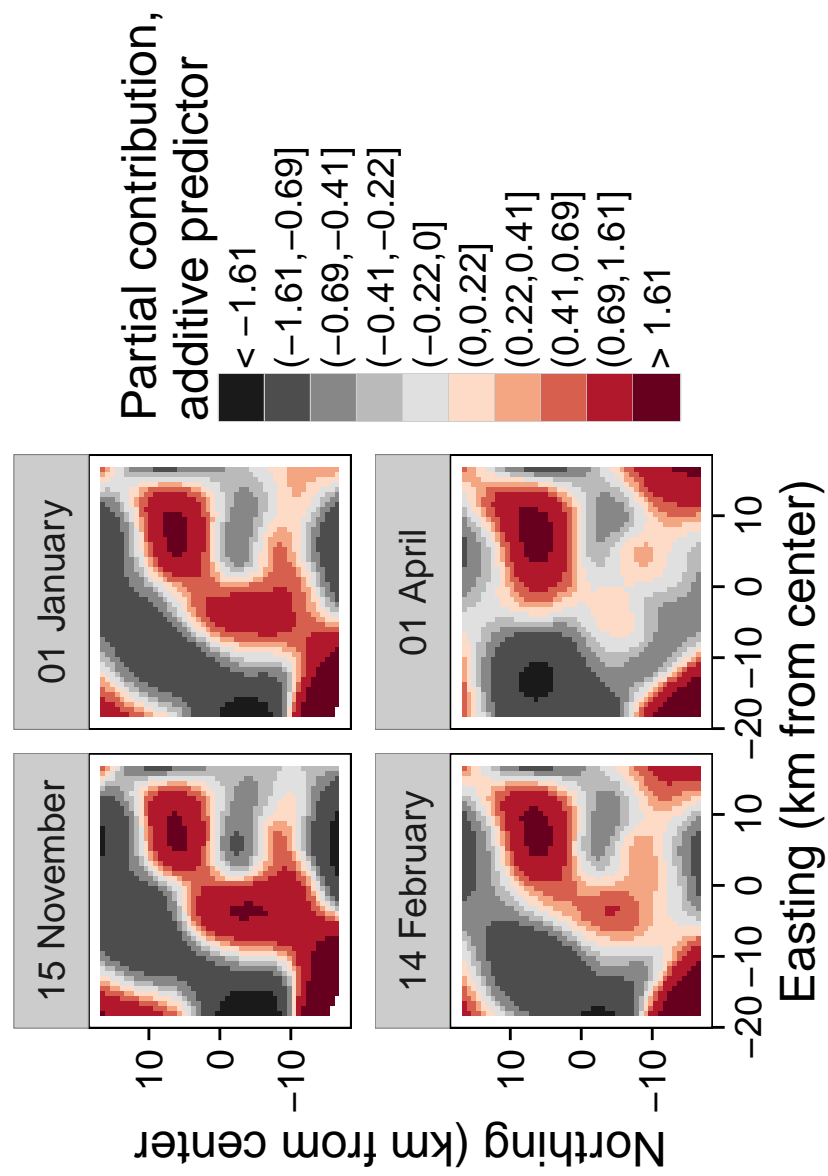 Partial contribution,
additive predictor
< −1.61
(−1.61,−0.69]
(−0.69,−0.41]
(−0.41,−0.22]
(−0.22,0]
(0,0.22]
(0.22,0.41]
(0.41,0.69]
(0.69,1.61]
> 1.61
15 November
01 January
14 February
01 April
10
0
−10
10
0
−10
−20 −10 0 10
−20 −10 0 10
Easting (km from center)
Northing (km from center